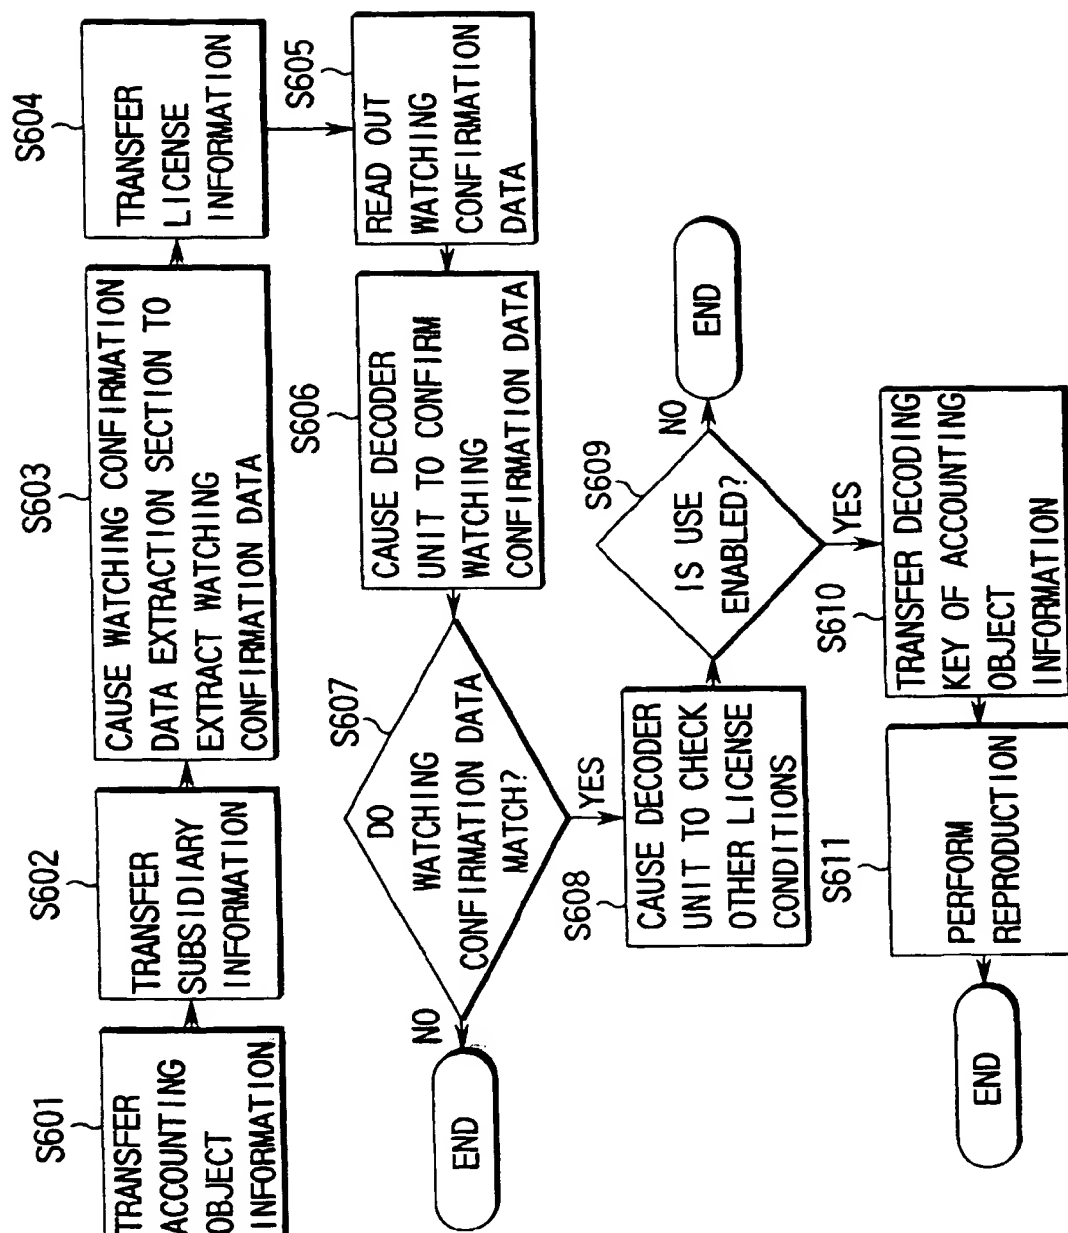 S601
TRANSFER
ACCOUNTING
OBJECT
INFORMATION
S602
TRANSFER
SUBSIDIARY
INFORMATION
S603
CAUSE WATCHING CONFIRMATION
DATA EXTRACTION SECTION TO
EXTRACT WATCHING
CONFIRMATION DATA
S604
TRANSFER
LICENSE
INFORMATION
S605
READ OUT
WATCHING
CONFIRMATION
DATA
S606
CAUSE DECODER
UNIT TO CONFIRM
WATCHING
CONFIRMATION DATA
S607
DO
WATCHING
CONFIRMATION DATA
MATCH?
NO
END
YES
S608
CAUSE DECODER
UNIT TO CHECK
OTHER LICENSE
CONDITIONS
S609
IS USE
ENABLED?
NO
END
YES
S610
TRANSFER DECODING
KEY OF ACCOUNTING
OBJECT
INFORMATION
S611
PERFORM
REPRODUCTION
END